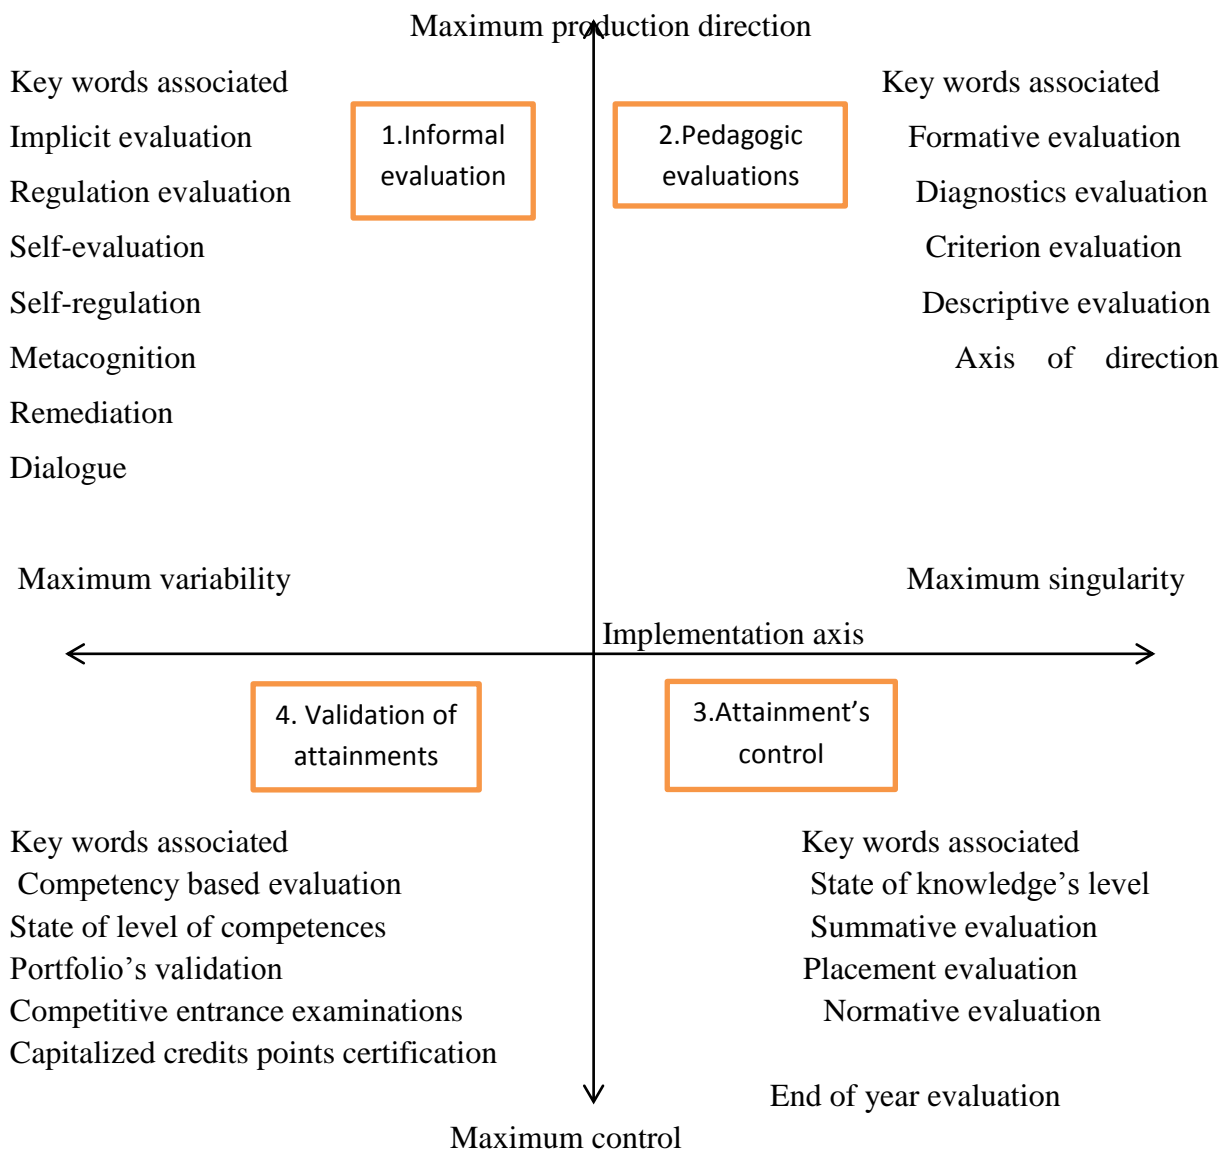 Maximum production direction
Key words associated
Implicit evaluation
Regulation evaluation
Self-evaluation
Self-regulation
Metacognition
Remediation
Dialogue
1.Informal
evaluation
2.Pedagogic
evaluations
Key words associated
Formative evaluation
Diagnostics evaluation
Criterion evaluation
Descriptive evaluation
Axis of direction
Maximum variability
Maximum singularity
Implementation axis
4. Validation of
attainments
3.Attainment’s
control
Key words associated
Competency based evaluation
State of level of competences
Portfolio’s validation
Competitive entrance examinations
Capitalized credits points certification
Key words associated
State of knowledge’s level
Summative evaluation
Placement evaluation
Normative evaluation
End of year evaluation
Maximum control